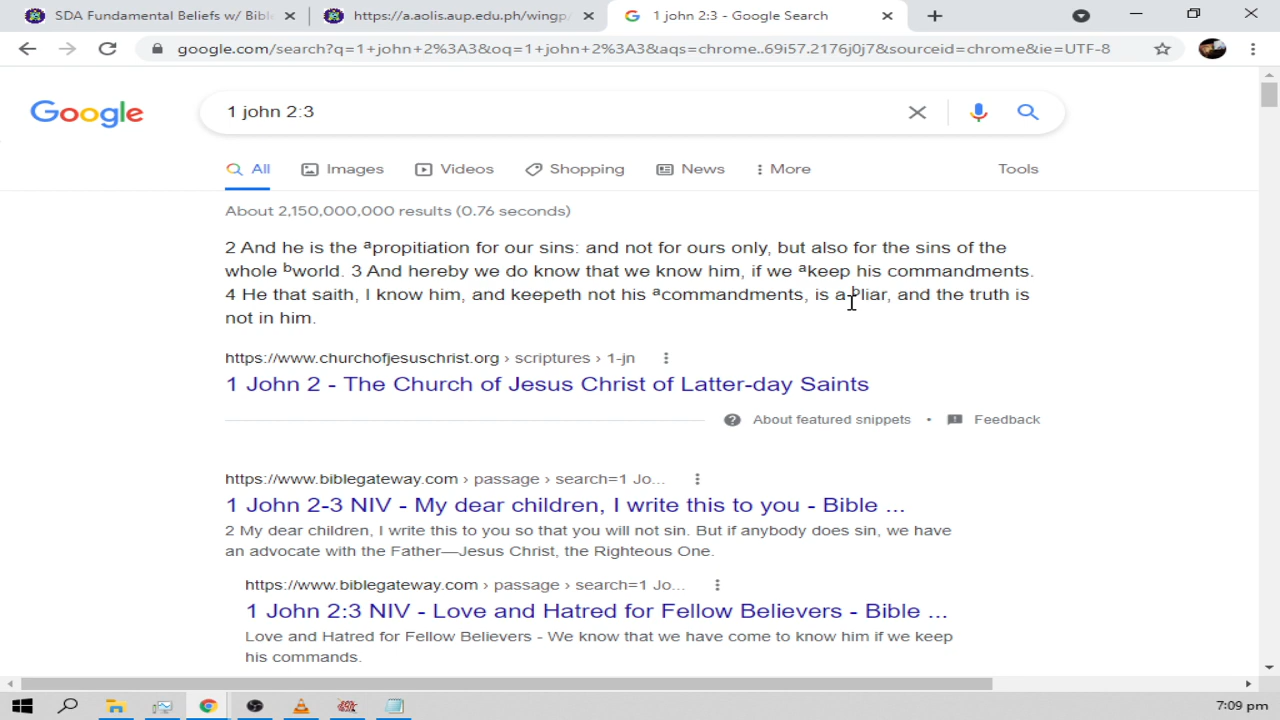 SDA Fundamental Beliefs w/ Bibl
https://a.aolis.aup.edu.ph/wingp/
1 john 2:3 - Google Search
google.com/search?q=1+john+2%3A3&oq=1+john+2%3A3&aqs=chrome..69i57.2176j0j7&sourceid=chrome&ie=UTF-8
Google
1 john 2:3
All Images Videos Shopping News More Tools
About 2,150,000,000 results (0.76 seconds)
2 And he is the apropitiation for our sins: and not for ours only, but also for the sins of the
whole bworld. 3 And hereby we do know that we know him, if we akeep his commandments.
4 He that saith, I know him, and keepeth not his acommandments, is a bliar, and the truth is
not in him.
https://www.churchofjesuschrist.org › scriptures › 1-jn
1 John 2 - The Church of Jesus Christ of Latter-day Saints
About featured snippets • Feedback
https://www.biblegateway.com › passage › search=1 Jo...
1 John 2-3 NIV - My dear children, I write this to you - Bible ...
2 My dear children, I write this to you so that you will not sin. But if anybody does sin, we have
an advocate with the Father—Jesus Christ, the Righteous One.
https://www.biblegateway.com › passage › search=1 Jo...
1 John 2:3 NIV - Love and Hatred for Fellow Believers - Bible ...
Love and Hatred for Fellow Believers - We know that we have come to know him if we keep
his commands.
7:09 pm